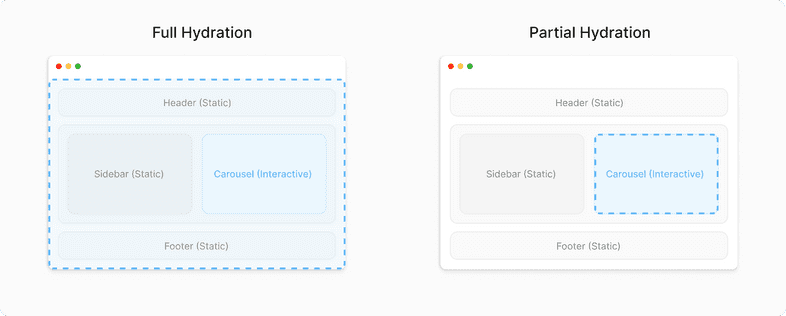 Full Hydration
Header (Static)
Sidebar (Static)
Carousel (Interactive)
Footer (Static)
Partial Hydration
Header (Static)
Sidebar (Static)
Carousel (Interactive)
Footer (Static)